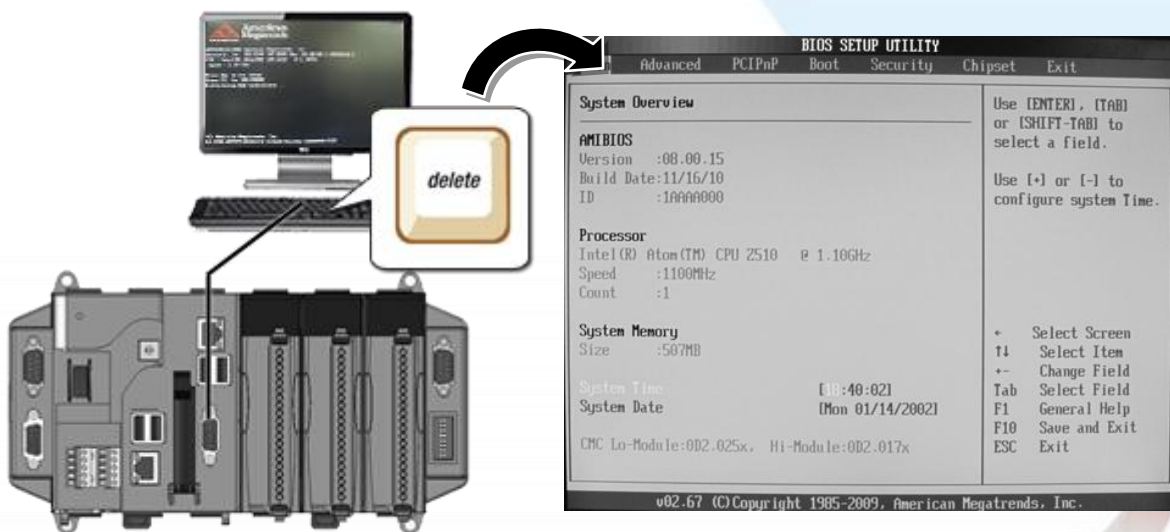 American
Megatrends
delete
BIOS SETUP UTILITY
Advanced PCIPnP Boot Security Chipset Exit
System Overview
AMIBIOS
Version :08.00.15
Build Date:11/16/10
ID :1AAAA000
Processor
Intel(R) Atom(TM) CPU Z510 @ 1.10GHz
Speed :1100MHz
Count :1
System Memory
Size :507MB
System Time [10:40:02]
System Date [Mon 01/14/2002]
CMC Lo-Module:0D2.025x, Hi-Module:0D2.017x
Use [ENTER], [TAB]
or [SHIFT-TAB] to
select a field.
Use [+] or [-] to
configure system Time.
← Select Screen
↑↓ Select Item
+- Change Field
Tab Select Field
F1 General Help
F10 Save and Exit
ESC Exit
v02.67 (C)Copyright 1985-2009, American Megatrends, Inc.